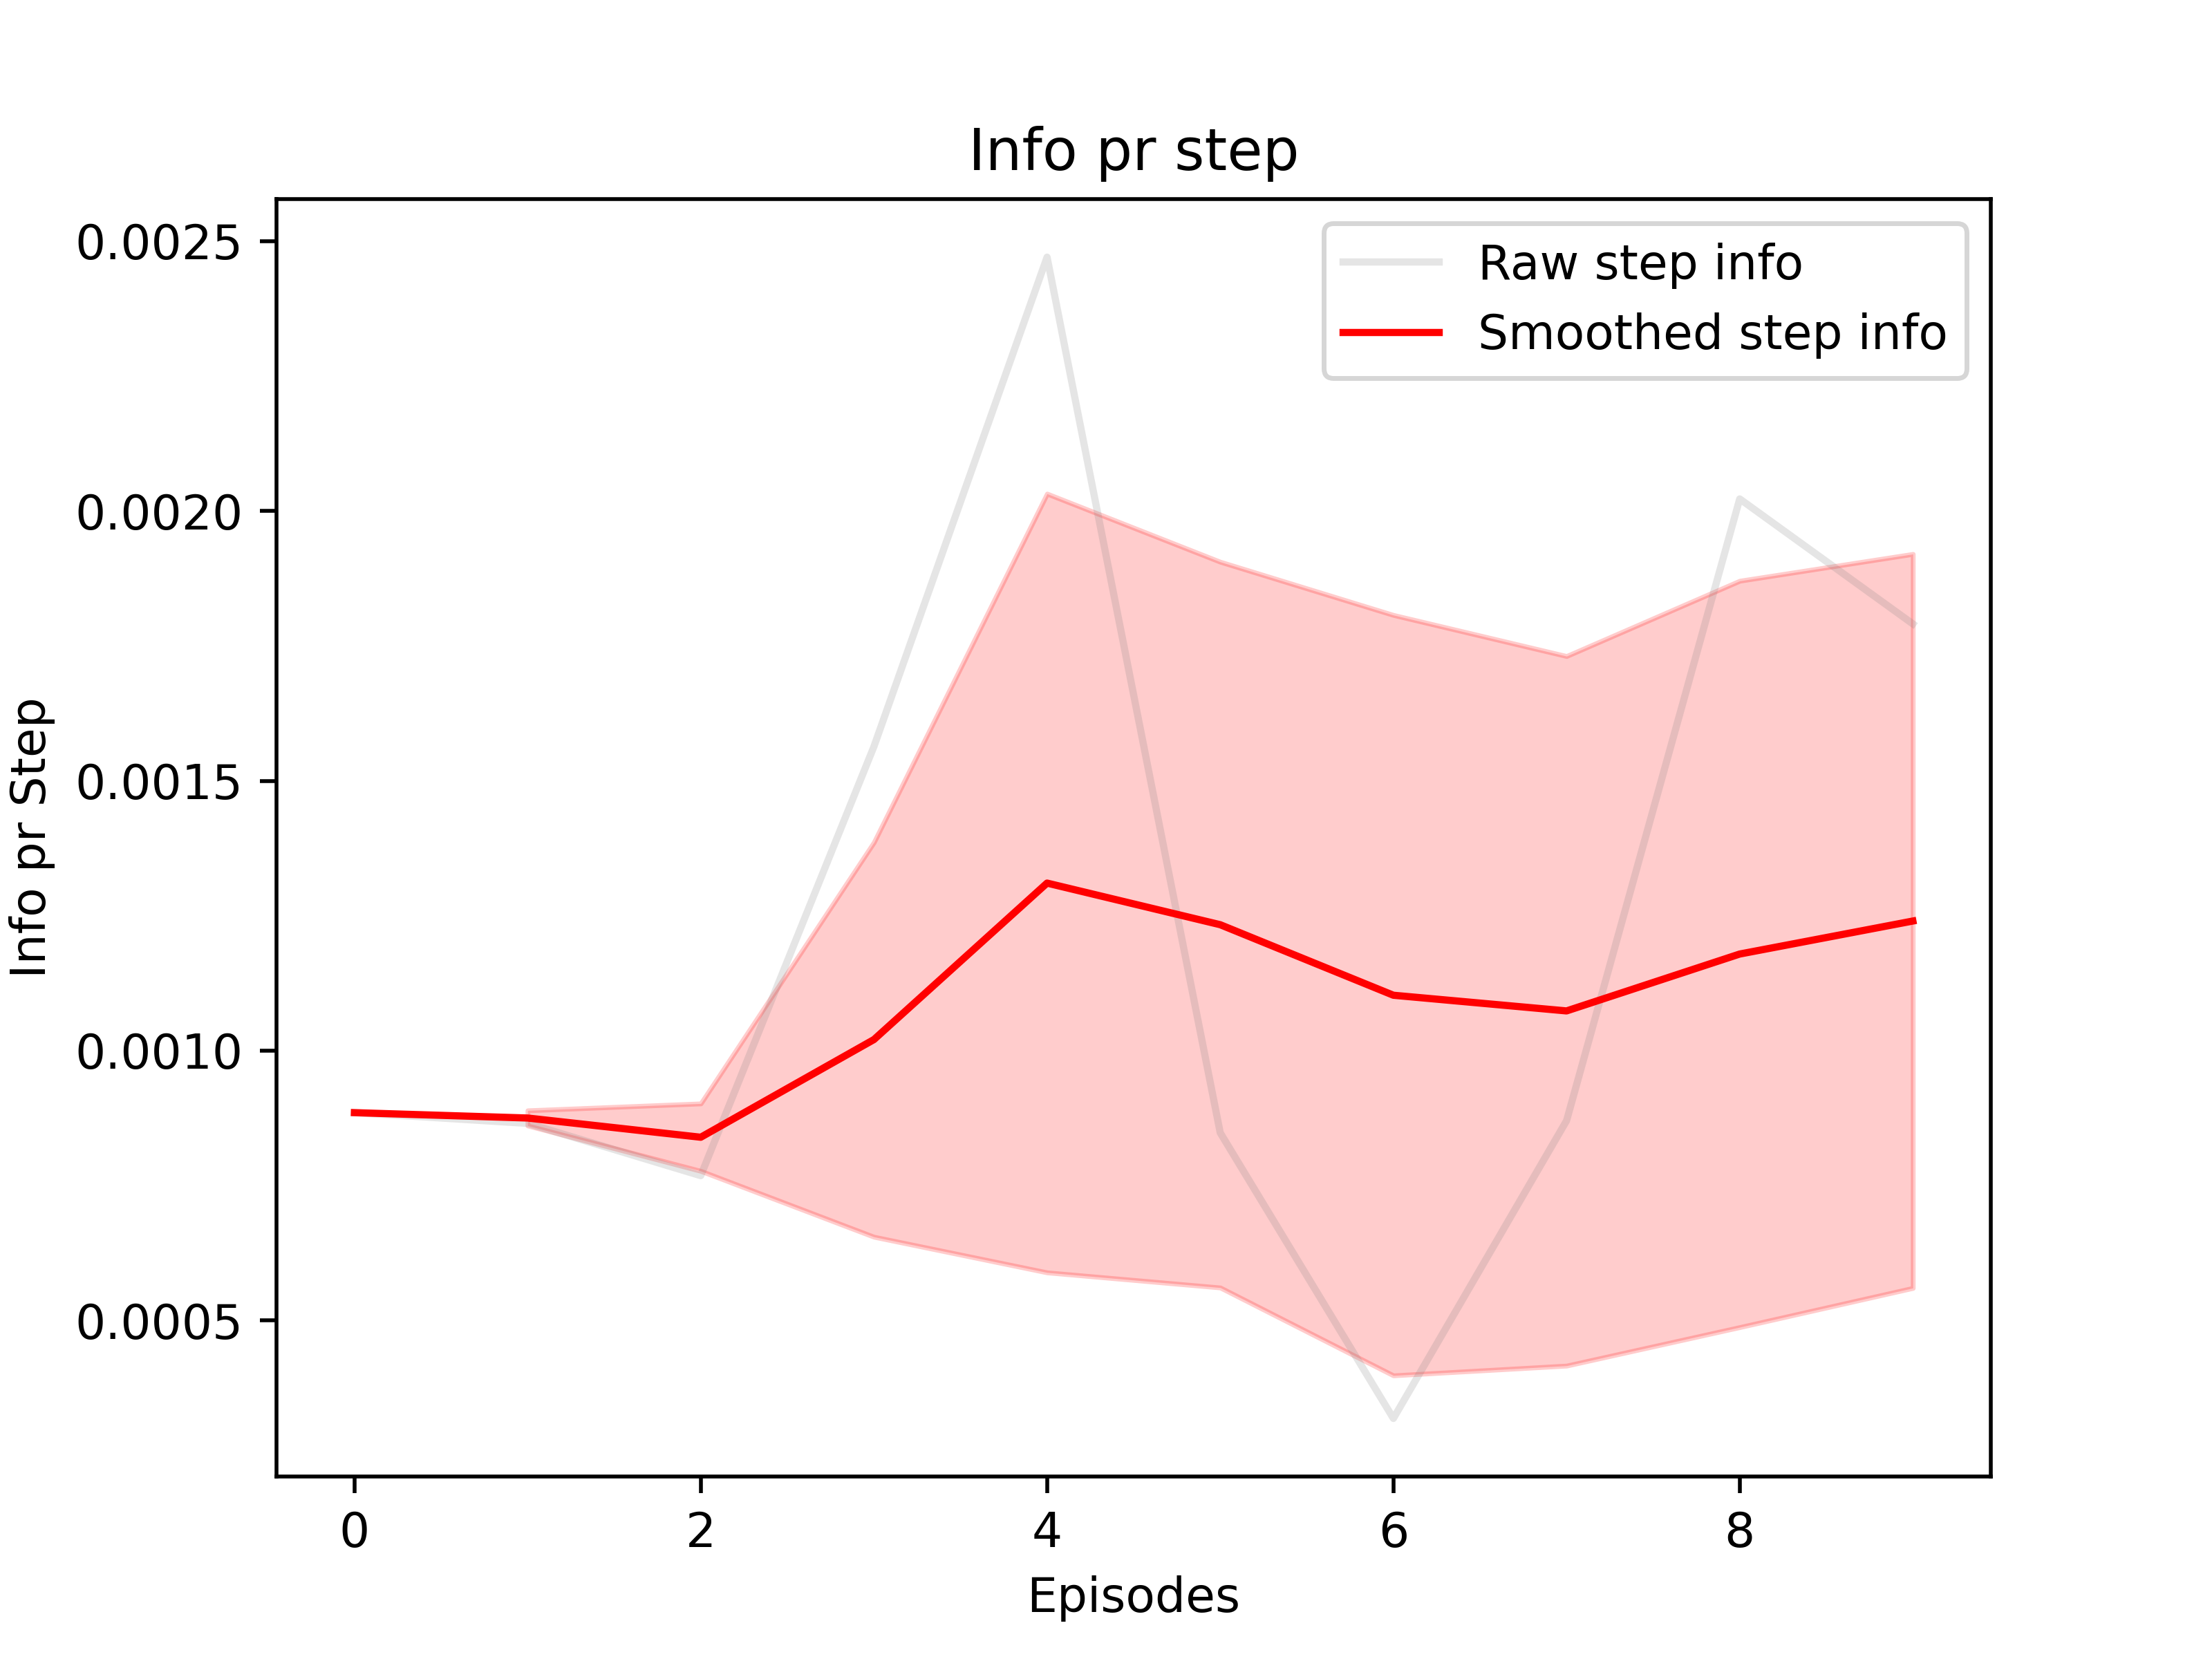 Info pr step
Raw step info
Smoothed step info
Info pr Step
0.0025
0.0020
0.0015
0.0010
0.0005
0 2 4 6 8
Episodes